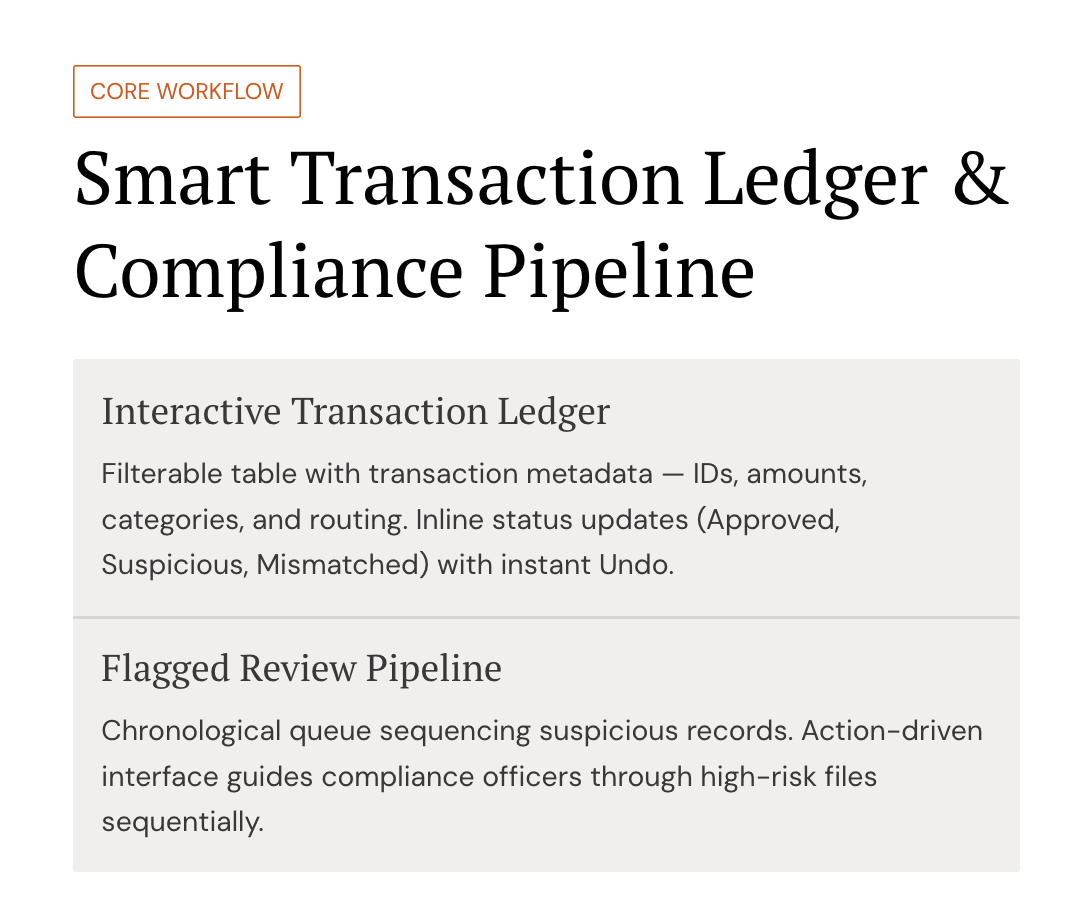 CORE WORKFLOW
Smart Transaction Ledger &
Compliance Pipeline
Interactive Transaction Ledger
Filterable table with transaction metadata — IDs, amounts,
categories, and routing. Inline status updates (Approved,
Suspicious, Mismatched) with instant Undo.
Flagged Review Pipeline
Chronological queue sequencing suspicious records. Action-driven
interface guides compliance officers through high-risk files
sequentially.